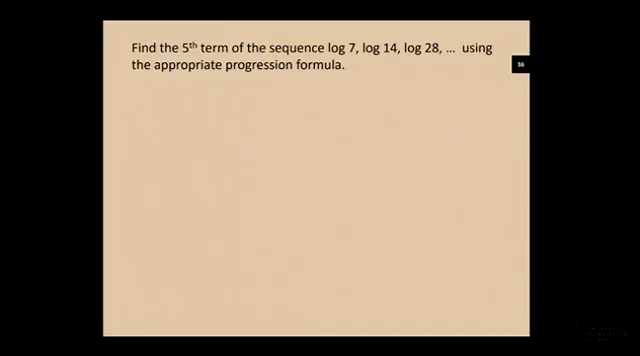 Find the 5th term of the sequence log 7, log 14, log 28, … using
the appropriate progression formula.
36